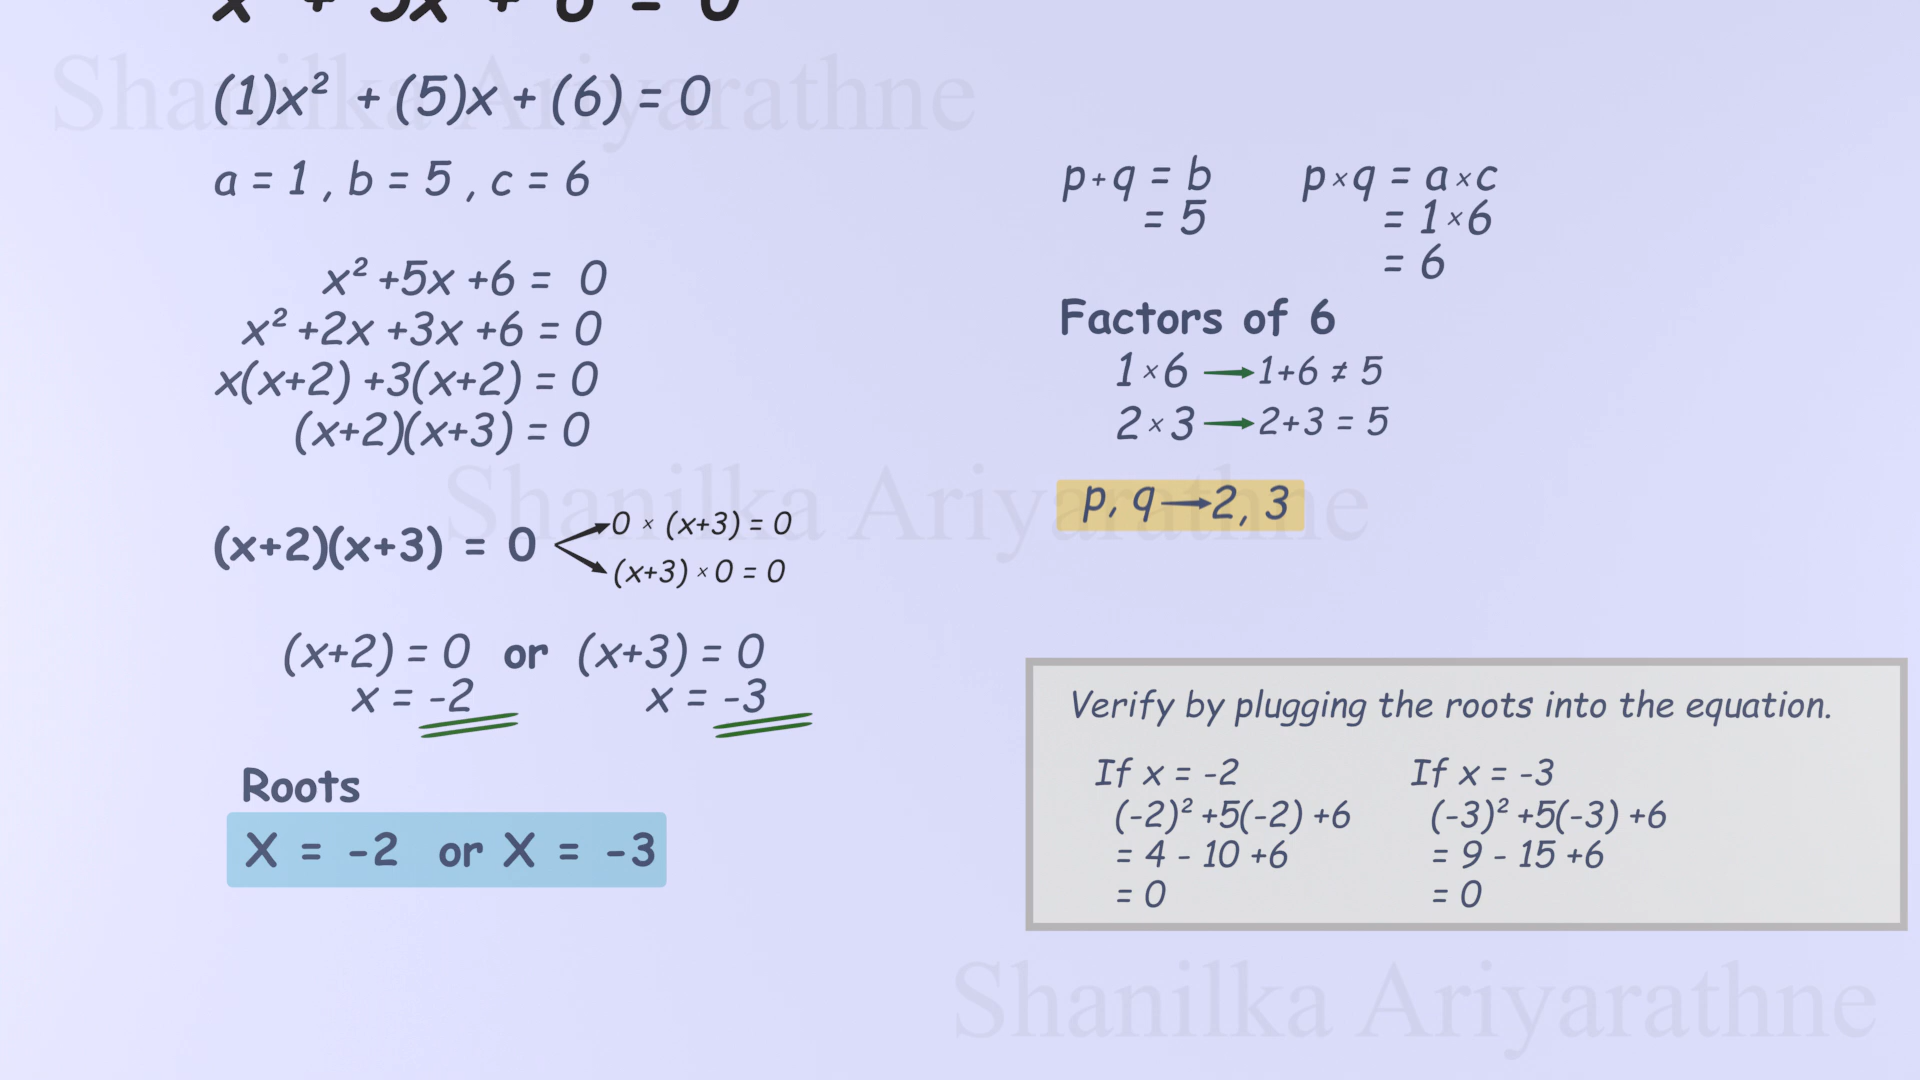 x² + 5x + 6 = 0
(1)x² + (5)x + (6) = 0
a = 1 , b = 5 , c = 6
x² +5x +6 = 0
x² +2x +3x +6 = 0
x(x+2) +3(x+2) = 0
(x+2)(x+3) = 0
(x+2)(x+3) = 0
0 × (x+3) = 0
(x+3) × 0 = 0
(x+2) = 0 or (x+3) = 0
x = -2 x = -3
Roots
X = -2 or X = -3
p + q = b
= 5
p × q = a × c
= 1 × 6
= 6
Factors of 6
1 × 6 → 1+6 ≠ 5
2 × 3 → 2+3 = 5
p, q → 2, 3
Verify by plugging the roots into the equation.
If x = -2
(-2)² +5(-2) +6
= 4 - 10 +6
= 0
If x = -3
(-3)² +5(-3) +6
= 9 - 15 +6
= 0
Shanilka Ariyarathne
Shanilka Ariyarathne
Shanilka Ariyarathne